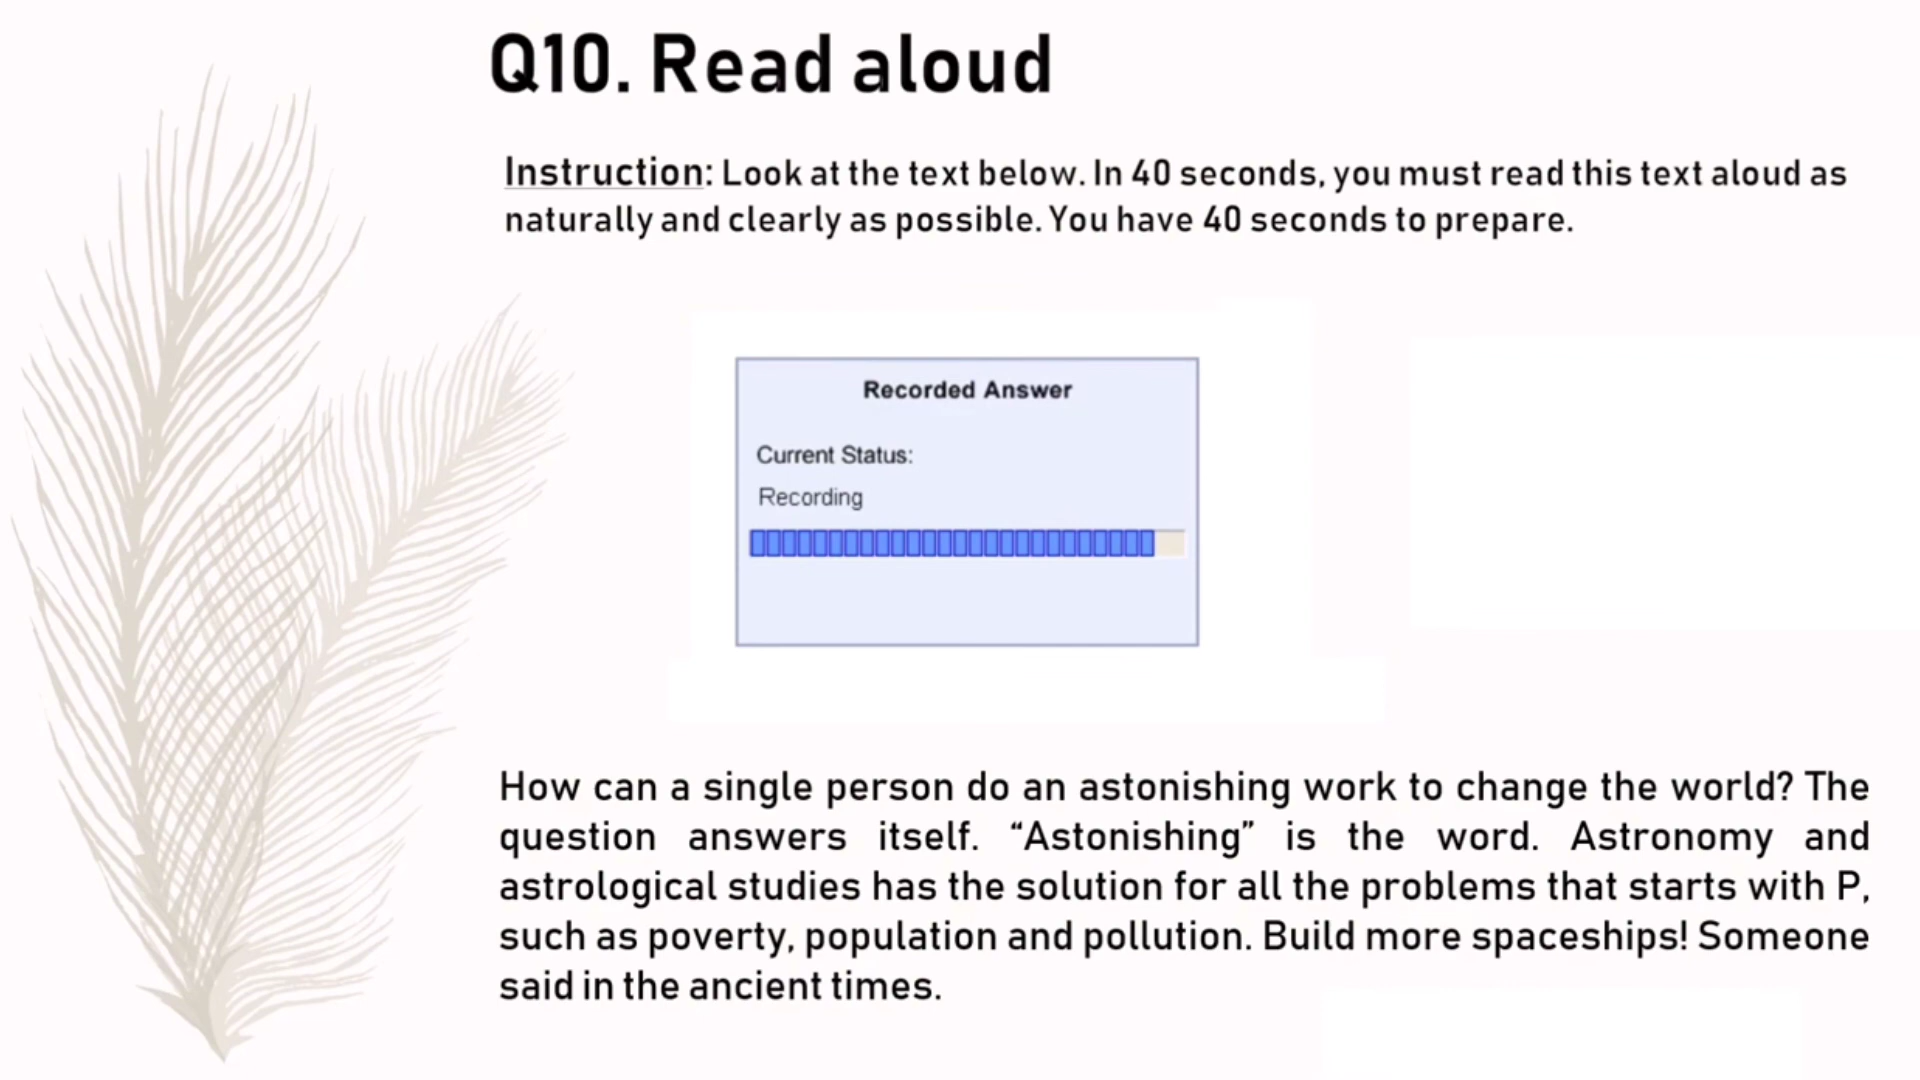 Q10. Read aloud
Instruction: Look at the text below. In 40 seconds, you must read this text aloud as
naturally and clearly as possible. You have 40 seconds to prepare.
Recorded Answer
Current Status:
Recording
How can a single person do an astonishing work to change the world? The
question answers itself. “Astonishing” is the word. Astronomy and
astrological studies has the solution for all the problems that starts with P,
such as poverty, population and pollution. Build more spaceships! Someone
said in the ancient times.